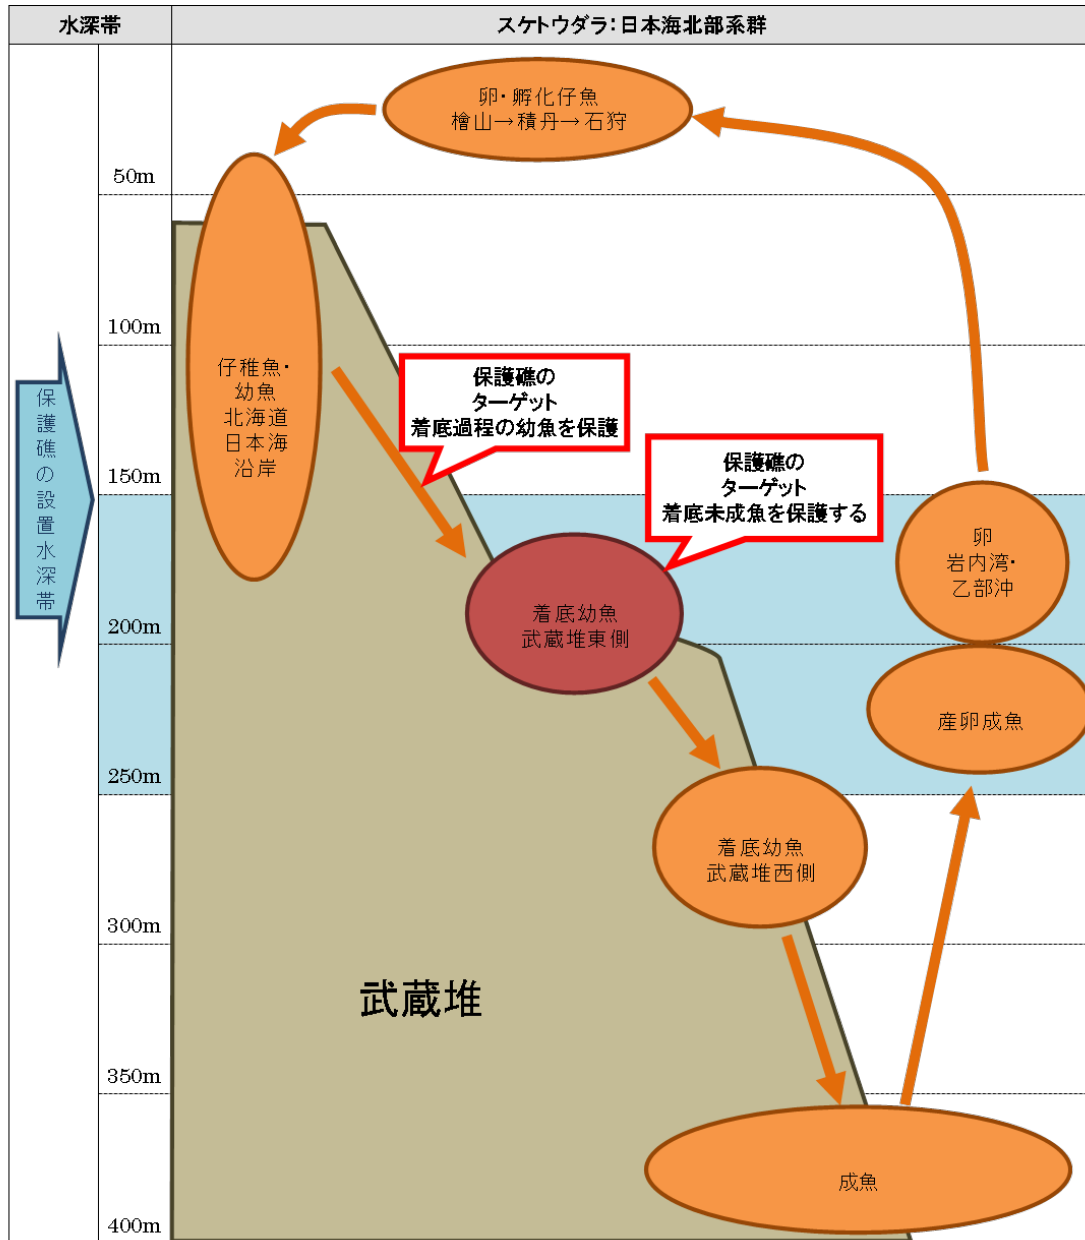 水深帯
スケトウダラ：日本海北部系群
卵・孵化仔魚
檜山→積丹→石狩
50m
100m
150m
200m
250m
300m
350m
400m
保護礁の設置水深帯
仔稚魚・
幼魚
北海道
日本海
沿岸
保護礁の
ターゲット
着底過程の幼魚を保護
保護礁の
ターゲット
着底未成魚を保護する
卵
岩内湾・
乙部沖
着底幼魚
武蔵堆東側
産卵成魚
着底幼魚
武蔵堆西側
武蔵堆
成魚